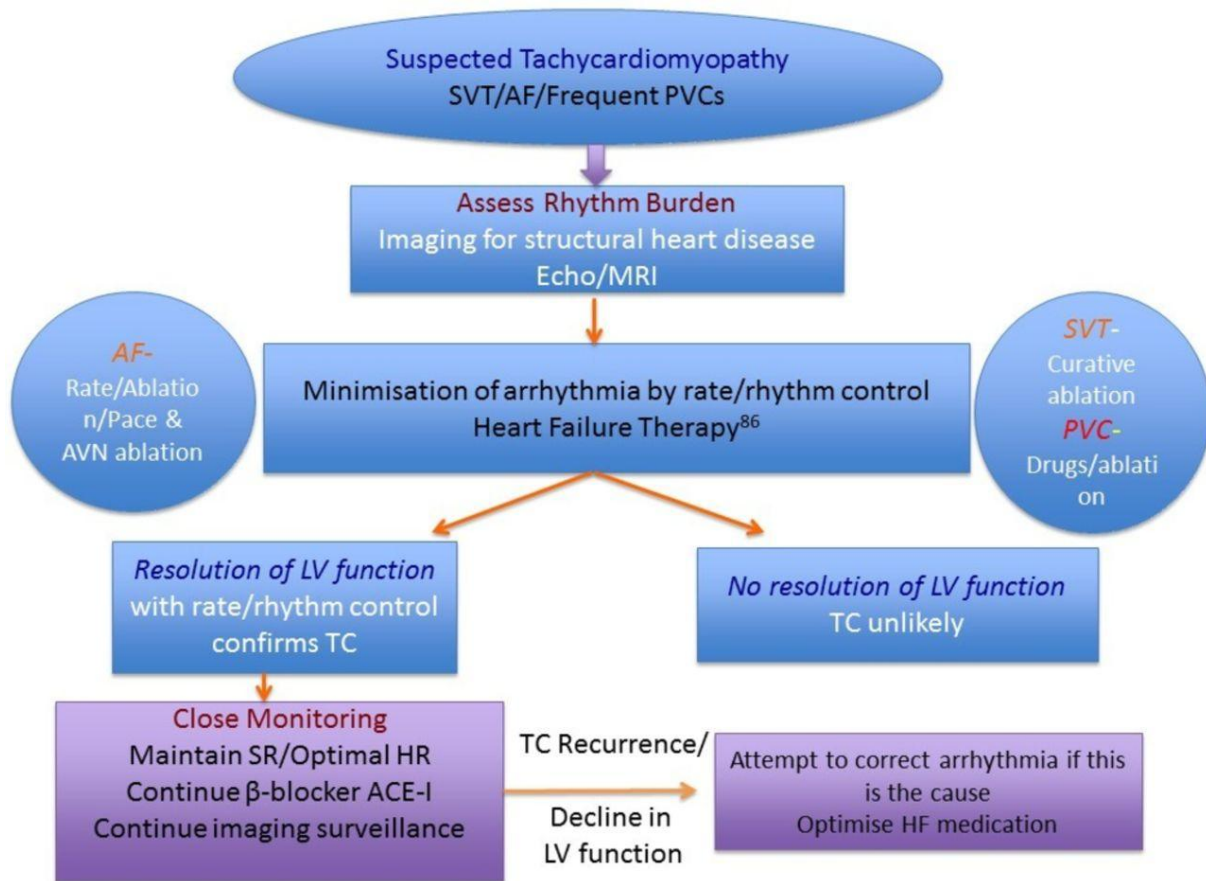 Suspected Tachycardiomyopathy
SVT/AF/Frequent PVCs
Assess Rhythm Burden
Imaging for structural heart disease
Echo/MRI
AF-
Rate/Ablatio
n/Pace &
AVN ablation
Minimisation of arrhythmia by rate/rhythm control
Heart Failure Therapy⁸⁶
SVT-
Curative
ablation
PVC-
Drugs/ablati
on
Resolution of LV function
with rate/rhythm control
confirms TC
No resolution of LV function
TC unlikely
Close Monitoring
Maintain SR/Optimal HR
Continue β-blocker ACE-I
Continue imaging surveillance
TC Recurrence/
Decline in
LV function
Attempt to correct arrhythmia if this
is the cause
Optimise HF medication